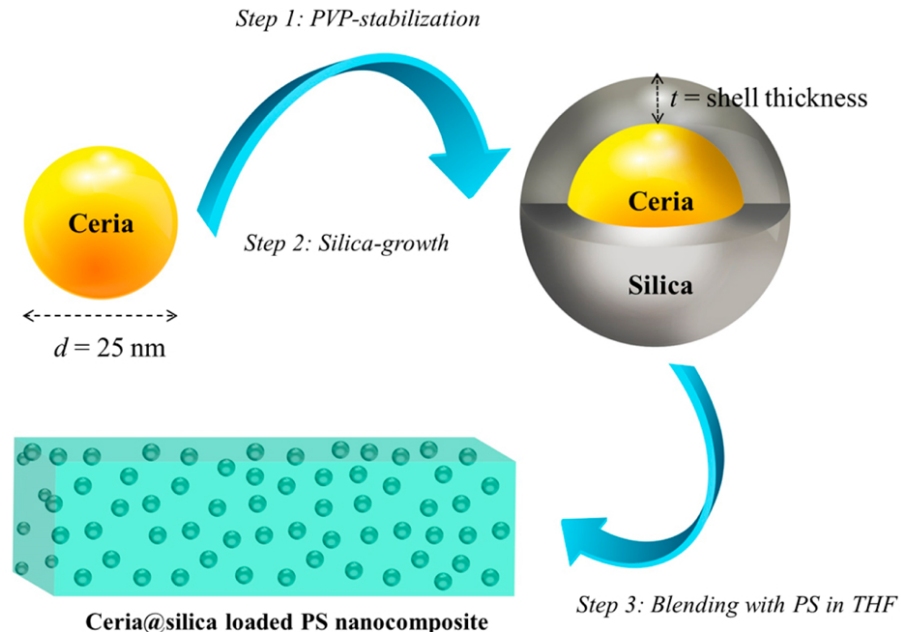 Step 1: PVP-stabilization
t = shell thickness
Ceria
Ceria
Step 2: Silica-growth
Silica
d = 25 nm
Step 3: Blending with PS in THF
Ceria@silica loaded PS nanocomposite